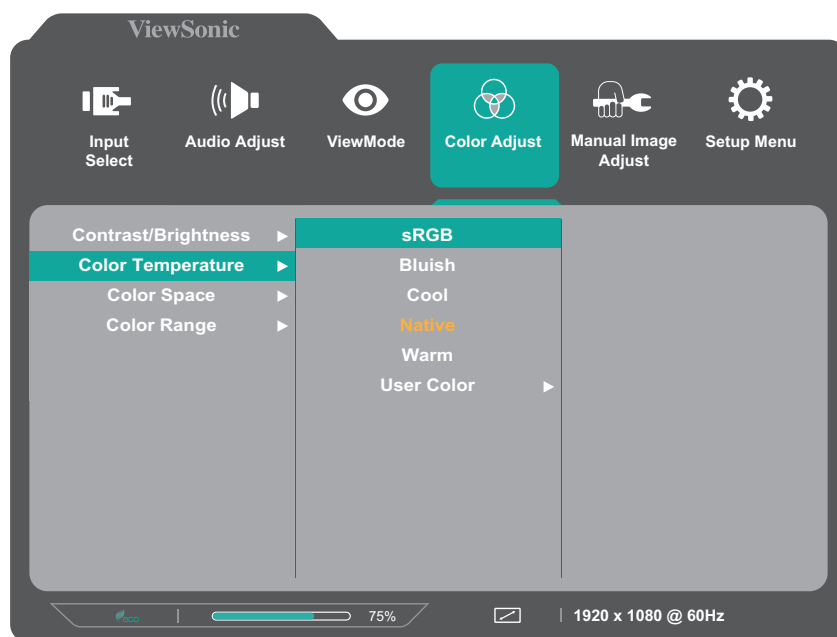 ViewSonic
Input
Select
Audio Adjust
ViewMode
Color Adjust
Manual Image
Adjust
Setup Menu
Contrast/Brightness ▶
Color Temperature ▶
Color Space ▶
Color Range ▶
sRGB
Bluish
Cool
Native
Warm
User Color ▶
eco
75%
1920 x 1080 @ 60Hz